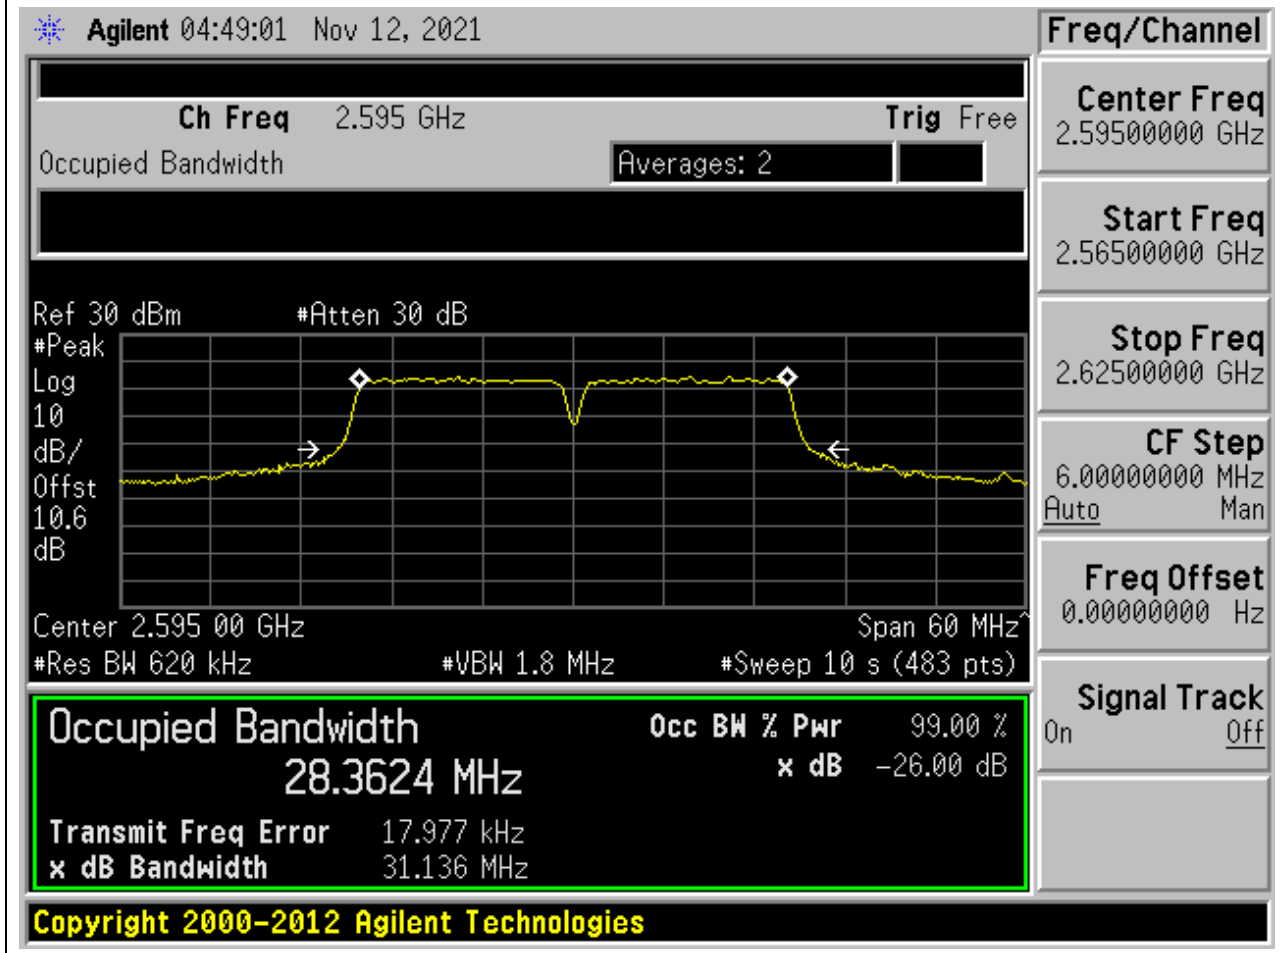 Agilent 04:49:01 Nov 12, 2021
Freq/Channel
Ch Freq 2.595 GHz Trig Free
Occupied Bandwidth Averages: 2
Ref 30 dBm #Atten 30 dB
#Peak
Log
10
dB/
Offst
10.6
dB
Center 2.595 00 GHz Span 60 MHz^
#Res BW 620 kHz #VBW 1.8 MHz #Sweep 10 s (483 pts)
Occupied Bandwidth
28.3624 MHz
Occ BW % Pwr 99.00 %
x dB -26.00 dB
Transmit Freq Error 17.977 kHz
x dB Bandwidth 31.136 MHz
Center Freq
2.59500000 GHz
Start Freq
2.56500000 GHz
Stop Freq
2.62500000 GHz
CF Step
6.00000000 MHz
Auto Man
Freq Offset
0.00000000 Hz
Signal Track
On Off
Copyright 2000-2012 Agilent Technologies